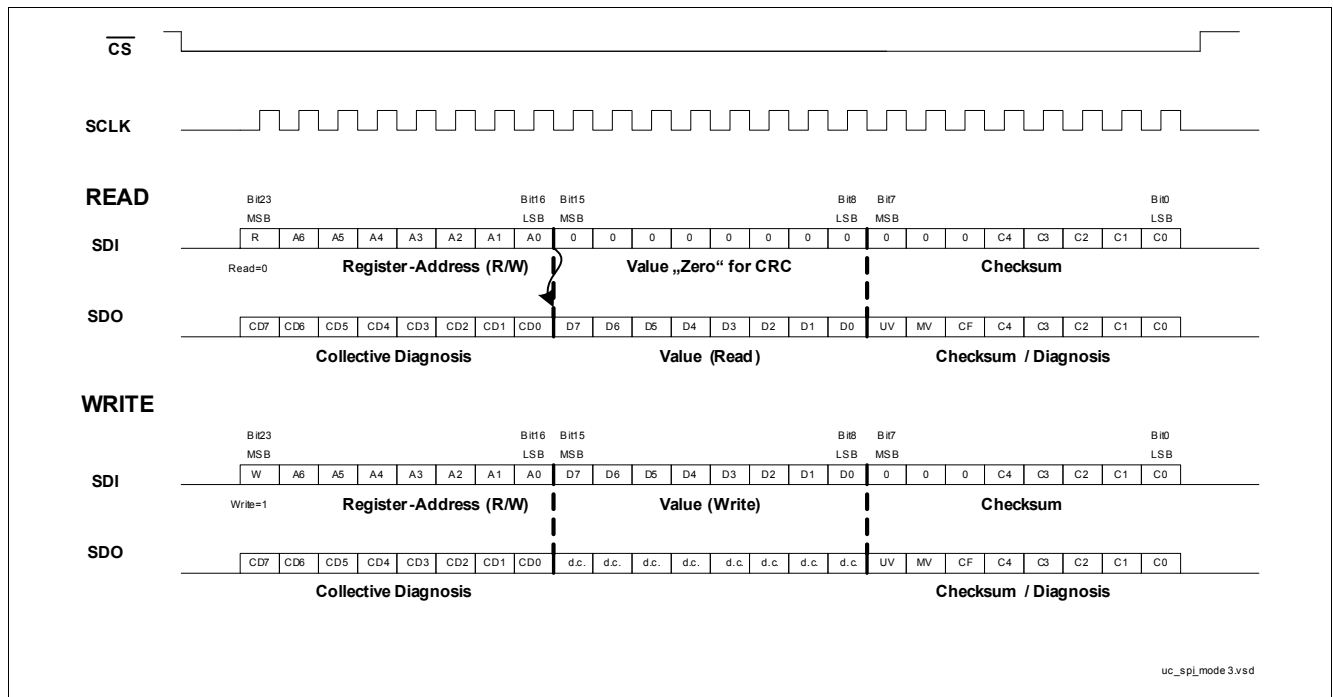 CS
SCLK
READ
Bit23 Bit16 Bit15 Bit8 Bit7 Bit0
MSB LSB MSB LSB MSB LSB
SDI R A6 A5 A4 A3 A2 A1 A0 0 0 0 0 0 0 0 0 0 0 0 C4 C3 C2 C1 C0
Read=0 Register-Address (R/W) Value „Zero“ for CRC Checksum
SDO CD7 CD6 CD5 CD4 CD3 CD2 CD1 CD0 D7 D6 D5 D4 D3 D2 D1 D0 UV MV CF C4 C3 C2 C1 C0
Collective Diagnosis Value (Read) Checksum / Diagnosis
WRITE
Bit23 Bit16 Bit15 Bit8 Bit7 Bit0
MSB LSB MSB LSB MSB LSB
SDI W A6 A5 A4 A3 A2 A1 A0 D7 D6 D5 D4 D3 D2 D1 D0 0 0 0 C4 C3 C2 C1 C0
Write=1 Register-Address (R/W) Value (Write) Checksum
SDO CD7 CD6 CD5 CD4 CD3 CD2 CD1 CD0 d.c. d.c. d.c. d.c. d.c. d.c. d.c. d.c. UV MV CF C4 C3 C2 C1 C0
Collective Diagnosis Checksum / Diagnosis
uc_spi_mode3.vsd